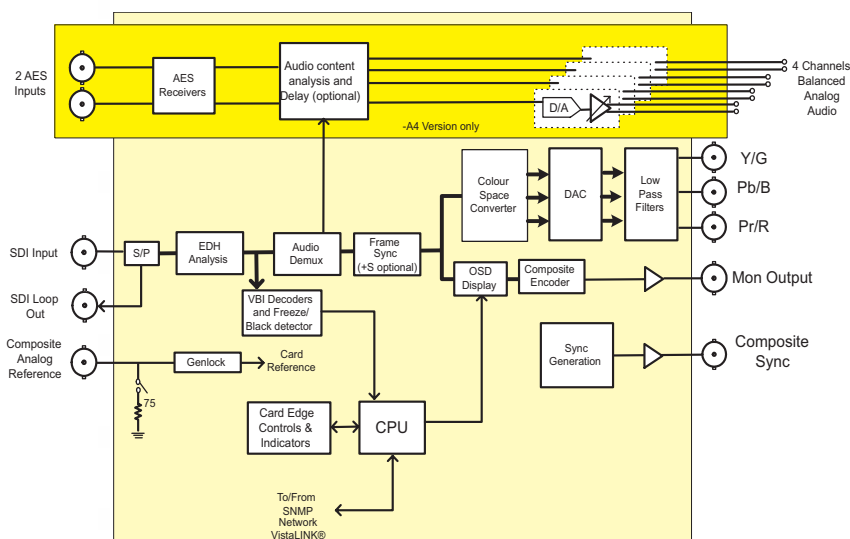 2 AES
Inputs
AES
Receivers
Audio content
analysis and
Delay (optional)
D/A
4 Channels
Balanced
Analog
Audio
-A4 Version only
Colour
Space
Converter
DAC
Low
Pass
Filters
Y/G
Pb/B
Pr/R
SDI Input
S/P
EDH
Analysis
Audio
Demux
Frame
Sync
(+S optional)
OSD
Display
Composite
Encoder
Mon Output
SDI Loop
Out
VBI Decoders
and Freeze/
Black detector
Composite
Analog
Reference
Genlock
Card
Reference
75
Sync
Generation
Composite
Sync
Card Edge
Controls &
Indicators
CPU
To/From
SNMP
Network
VistaLINK®